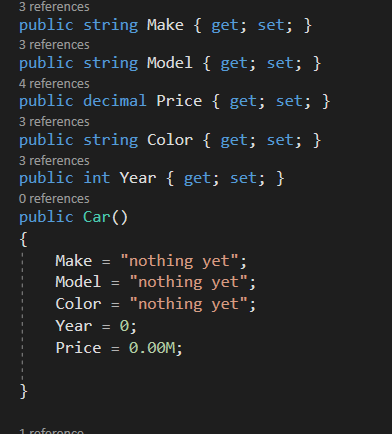 3 references
public string Make { get; set; }
3 references
public string Model { get; set; }
4 references
public decimal Price { get; set; }
3 references
public string Color { get; set; }
3 references
public int Year { get; set; }
0 references
public Car()
{
Make = "nothing yet";
Model = "nothing yet";
Color = "nothing yet";
Year = 0;
Price = 0.00M;
}
1 reference